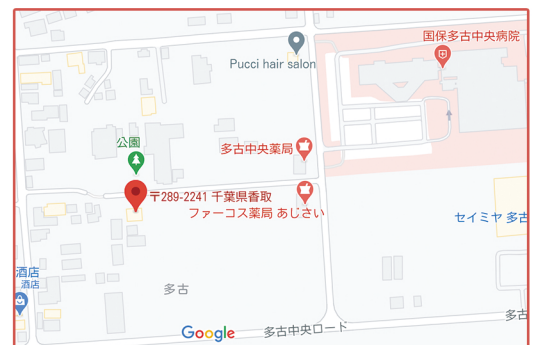 国保多古中央病院
Pucci hair salon
公園
多古中央薬局
〒289-2241 千葉県香取
ファーコス薬局 あじさい
セイミヤ 多古
酒店
酒店
多古
Google
多古中央ロード
多古